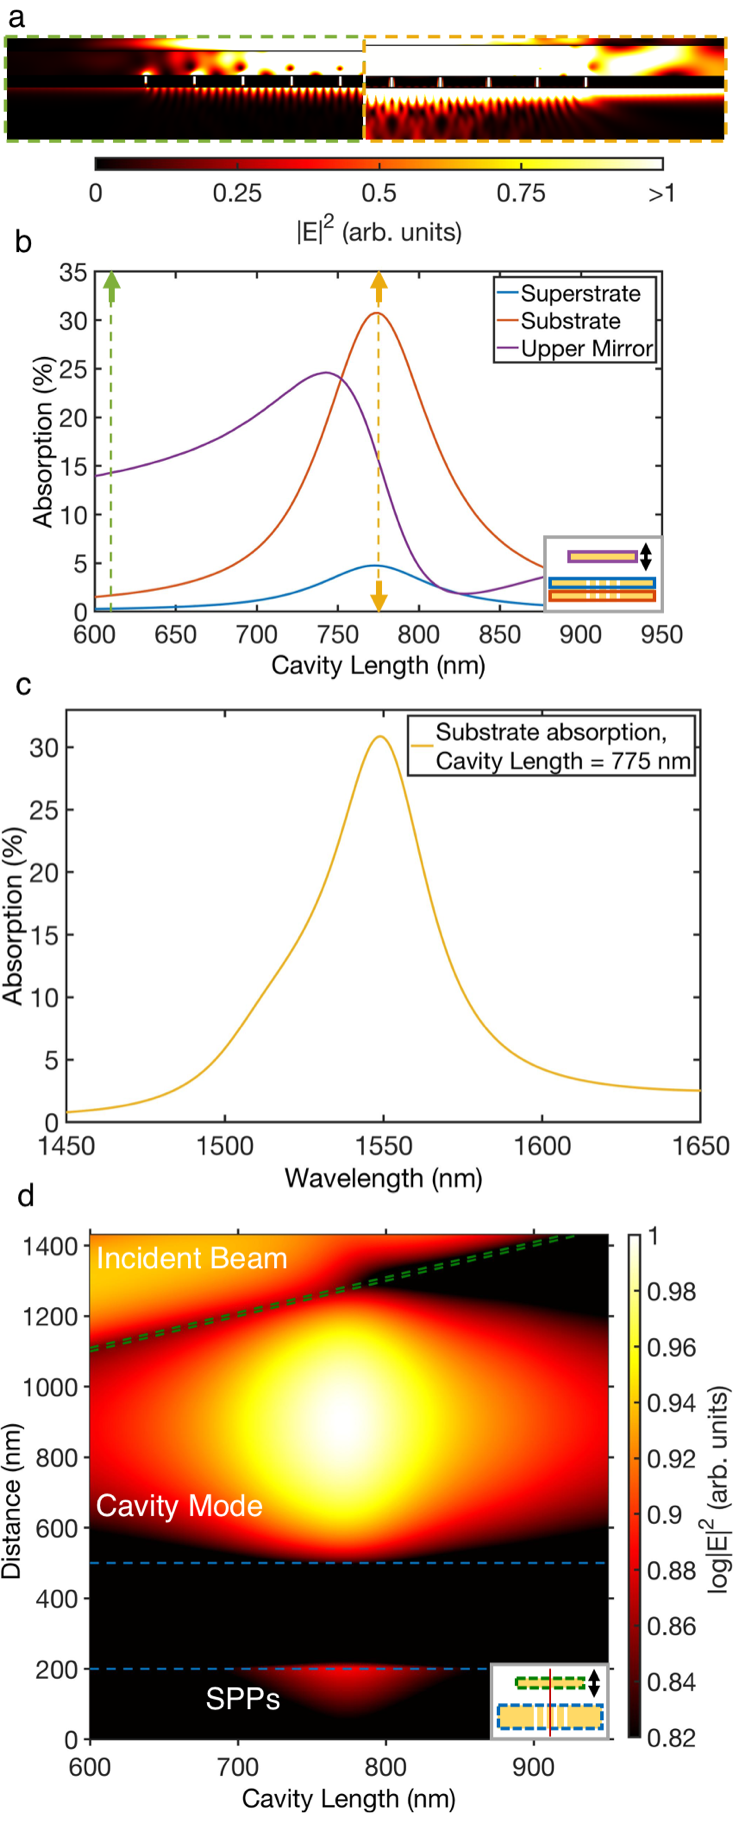 a
0 0.25 0.5 0.75 >1
|E|2 (arb. units)
b
35
30
25
20
15
10
5
0
Absorption (%)
Superstrate
Substrate
Upper Mirror
600 650 700 750 800 850 900 950
Cavity Length (nm)
c
30
25
20
15
10
5
0
Absorption (%)
Substrate absorption,
Cavity Length = 775 nm
1450 1500 1550 1600 1650
Wavelength (nm)
d
1400
1200
1000
800
600
400
200
0
Distance (nm)
Incident Beam
Cavity Mode
SPPs
600 700 800 900
Cavity Length (nm)
1
0.98
0.96
0.94
0.92
0.9
0.88
0.86
0.84
0.82
log|E|2 (arb. units)